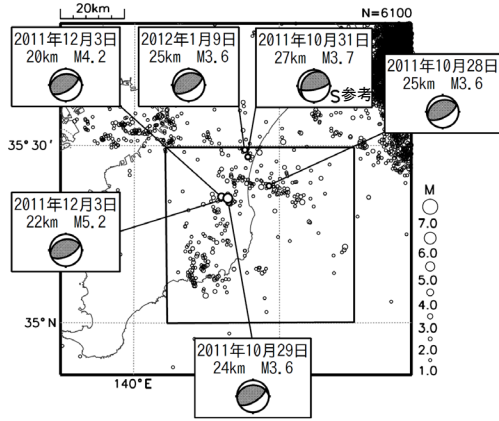 20km
N=6100
2011年12月3日
20km M4.2
2012年1月9日
25km M3.6
2011年10月31日
27km M3.7
S参考
2011年10月28日
25km M3.6
35°30′
2011年12月3日
22km M5.2
M
7.0
6.0
5.0
4.0
3.0
2.0
1.0
35°N
140°E
2011年10月29日
24km M3.6